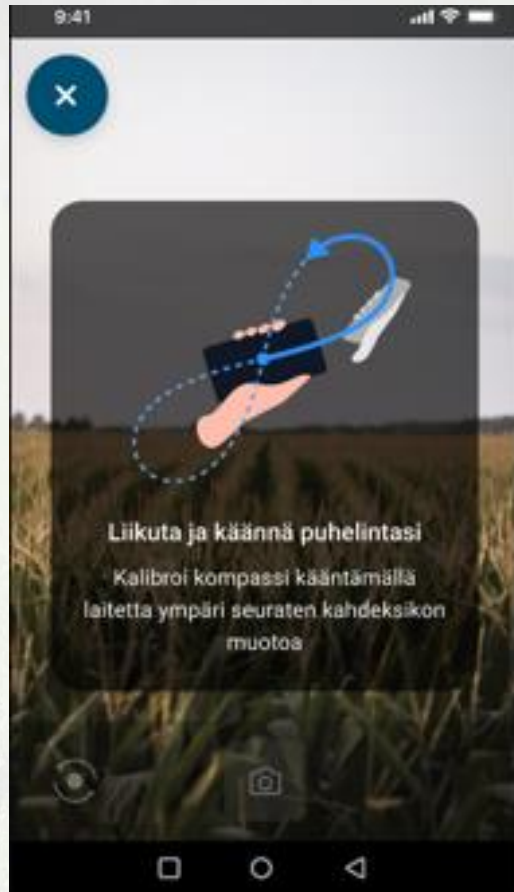 9:41
Liikuta ja käännä puhelintasi
Kalibroi kompassi kääntämällä
laitetta ympäri seuraten kahdeksikon
muotoa